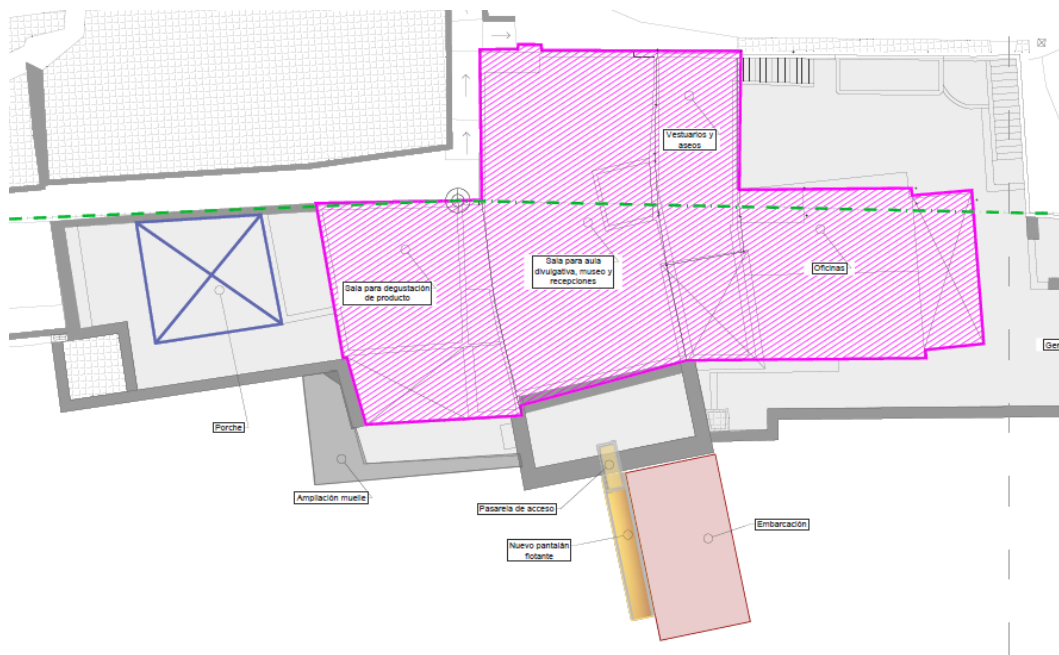 Vestuarios y
aseos
Sala para aula
divulgativa, museo y
recepciones
Oficinas
Sala para degustación
de producto
Ger
Porche
Ampliación muelle
Pasarela de acceso
Embarcación
Nuevo pantalán
flotante